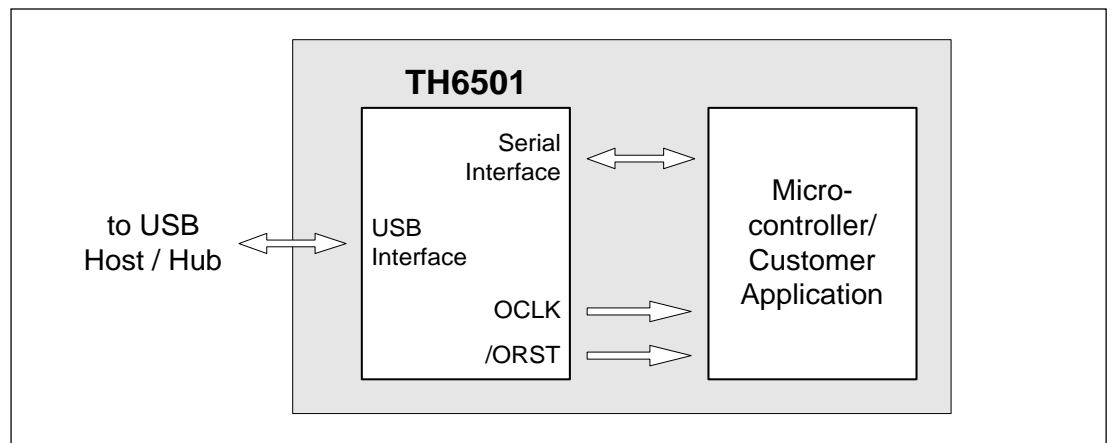 TH6501
Serial
Interface
to USB
Host / Hub
USB
Interface
OCLK
/ORST
Micro-
controller/
Customer
Application